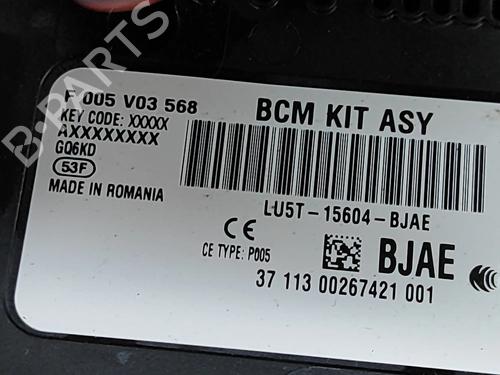 F 005 V03 568
BCM KIT ASY
KEY CODE: XXXXX
AXXXXXXXX
GQ6KD
53F
MADE IN ROMANIA
LU5T-15604-BJAE
CE
CE TYPE: P005
BJAE
37 113 00267421 001
B-PARTS